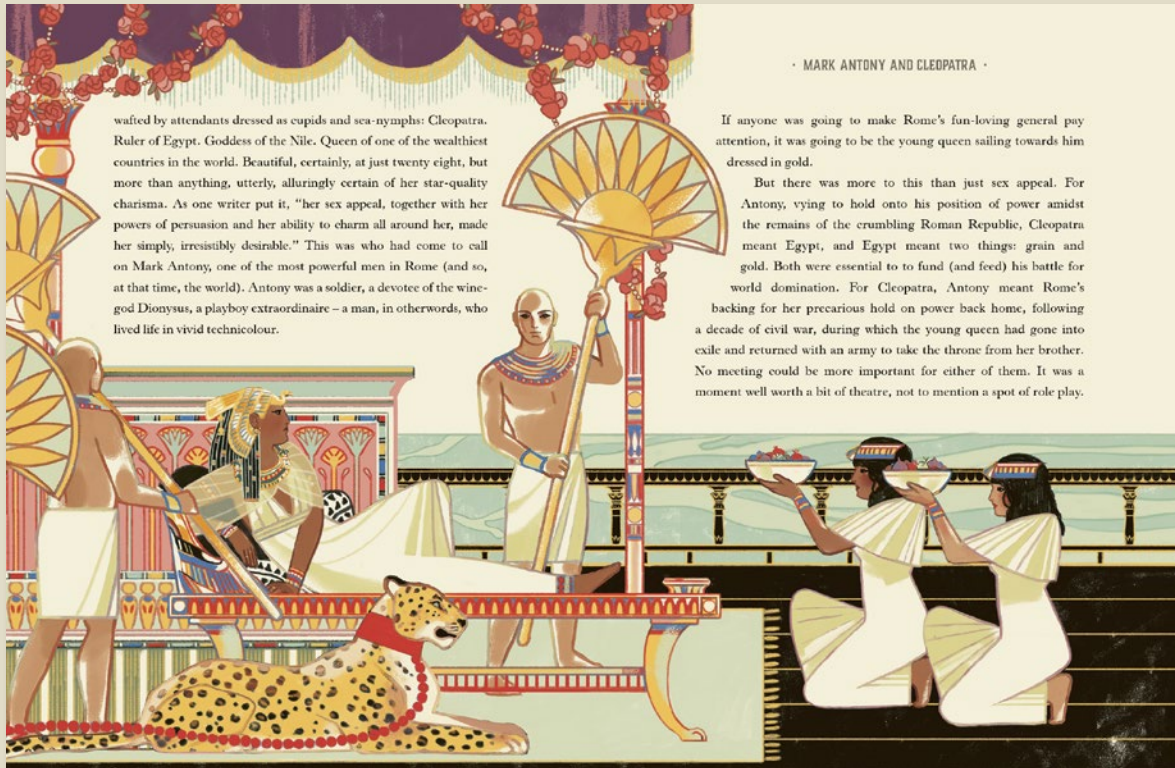 wafted by attendants dressed as cupids and sea-nymphs: Cleopatra.
Ruler of Egypt. Goddess of the Nile. Queen of one of the wealthiest
countries in the world. Beautiful, certainly, at just twenty eight, but
more than anything, utterly, alluringly certain of her star-quality
charisma. As one writer put it, “her sex appeal, together with her
powers of persuasion and her ability to charm all around her, made
her simply, irresistibly desirable.” This was who had come to call
on Mark Antony, one of the most powerful men in Rome (and so,
at that time, the world). Antony was a soldier, a devotee of the wine-
god Dionysus, a playboy extraordinaire – a man, in otherwords, who
lived life in vivid technicolour.
· MARK ANTONY AND CLEOPATRA ·
If anyone was going to make Rome’s fun-loving general pay
attention, it was going to be the young queen sailing towards him
dressed in gold.
But there was more to this than just sex appeal. For
Antony, vying to hold onto his position of power amidst
the remains of the crumbling Roman Republic, Cleopatra
meant Egypt, and Egypt meant two things: grain and
gold. Both were essential to to fund (and feed) his battle for
world domination. For Cleopatra, Antony meant Rome’s
backing for her precarious hold on power back home, following
a decade of civil war, during which the young queen had gone into
exile and returned with an army to take the throne from her brother.
No meeting could be more important for either of them. It was a
moment well worth a bit of theatre, not to mention a spot of role play.